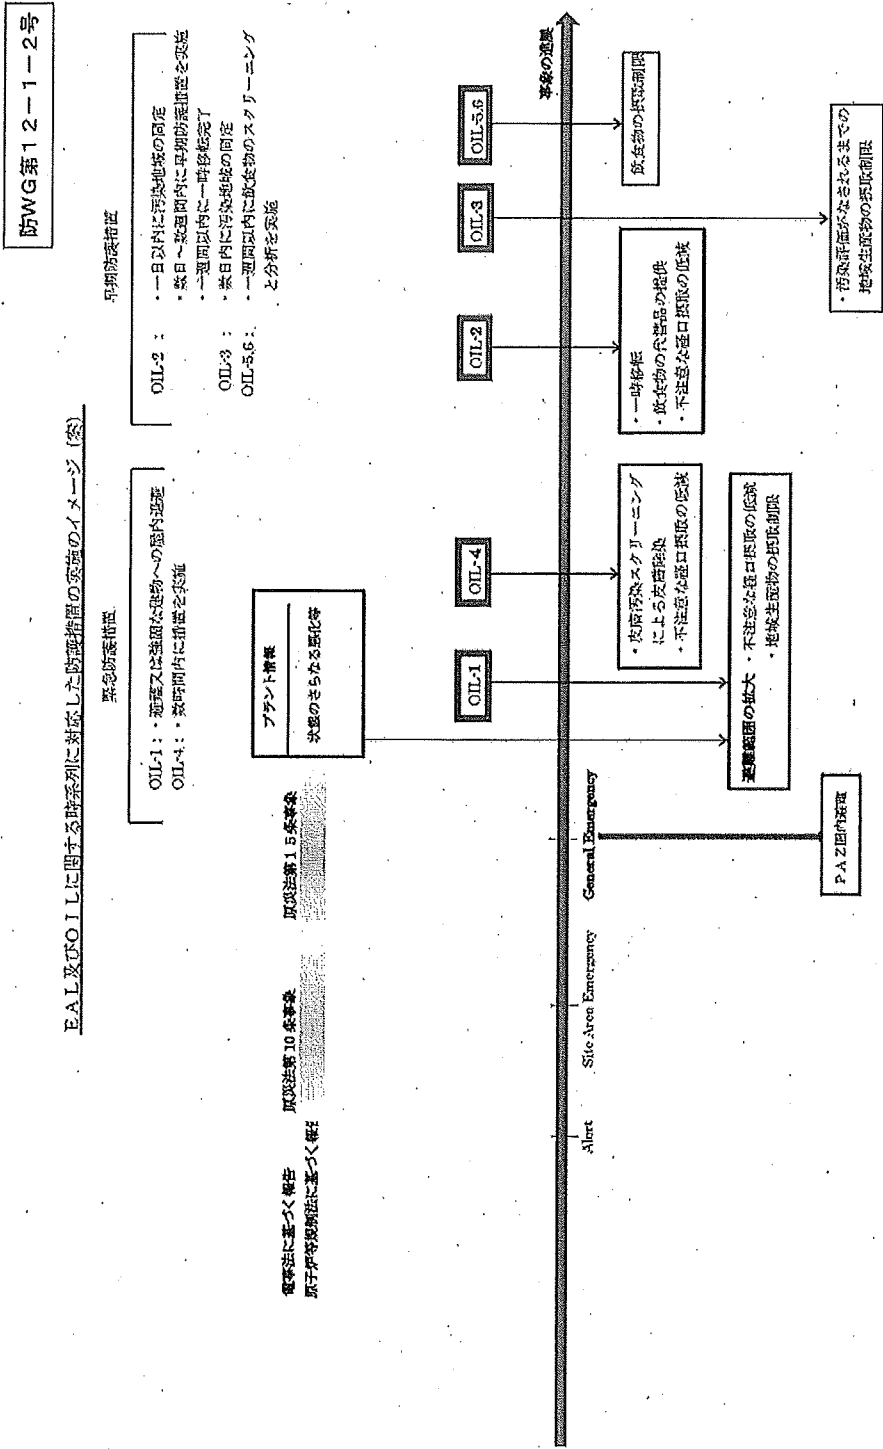 防WG第12-1-2号
EAL及びOILに関する時系列に対応した防護措置の実施のイメージ（案）
緊急防護措置
OIL-1：・避難又は強固な建物への屋内退避
OIL-4：・数時間内に措置を実施
早期防護措置
OIL-2：・一日以内に汚染地域の同定
・数日～数週間内に早期防護措置を実施
・一週間以内に一時移転完了
OIL-3：・数日内に汚染地域の同定
OIL-5,6：・一週間以内に飲食物のスクリーニング
と分析を実施
電事法に基づく報告
原子炉等規制法に基づく報告
原災法第10条事象
原災法第15条事象
プラント情報
状態のさらなる悪化等
OIL-1
OIL-4
OIL-2
OIL-3
OIL-5,6
事象の進展
Alert
Site Area Emergency
General Emergency
・皮膚汚染スクリーニング
による皮膚除染
・不注意な経口摂取の低減
・一時移転
・飲食物の代替品の提供
・不注意な経口摂取の低減
飲食物の摂取制限
避難範囲の拡大
・不注意な経口摂取の低減
・地域生産物の摂取制限
PAZ圏内避難
・汚染評価がなされるまでの
地域生産物の摂取制限